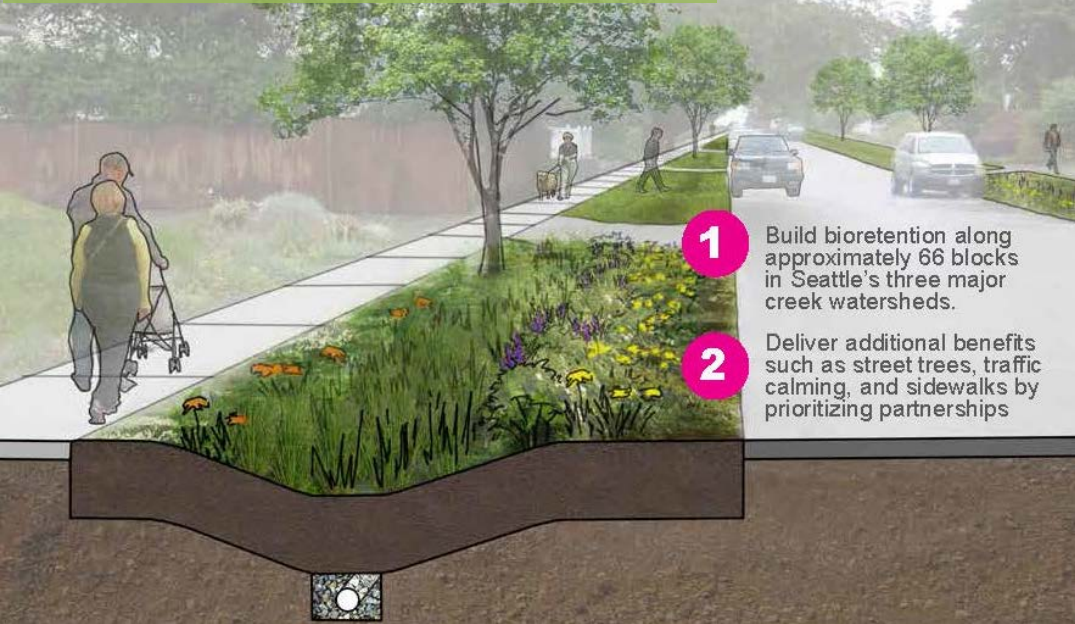 1
Build bioretention along
approximately 66 blocks
in Seattle's three major
creek watersheds.
2
Deliver additional benefits
such as street trees, traffic
calming, and sidewalks by
prioritizing partnerships